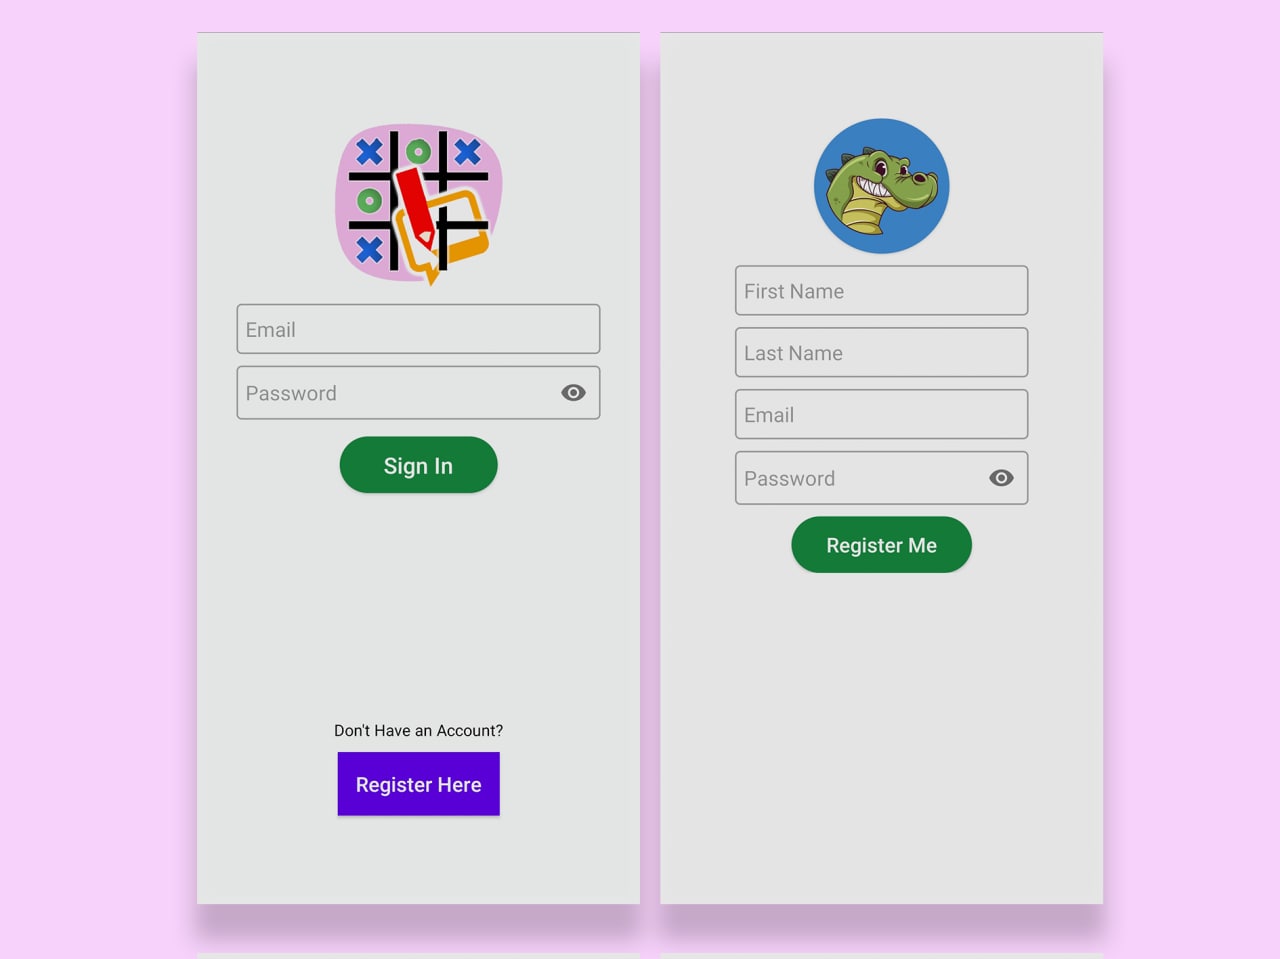 Email
Password
Sign In
Don't Have an Account?
Register Here
First Name
Last Name
Email
Password
Register Me